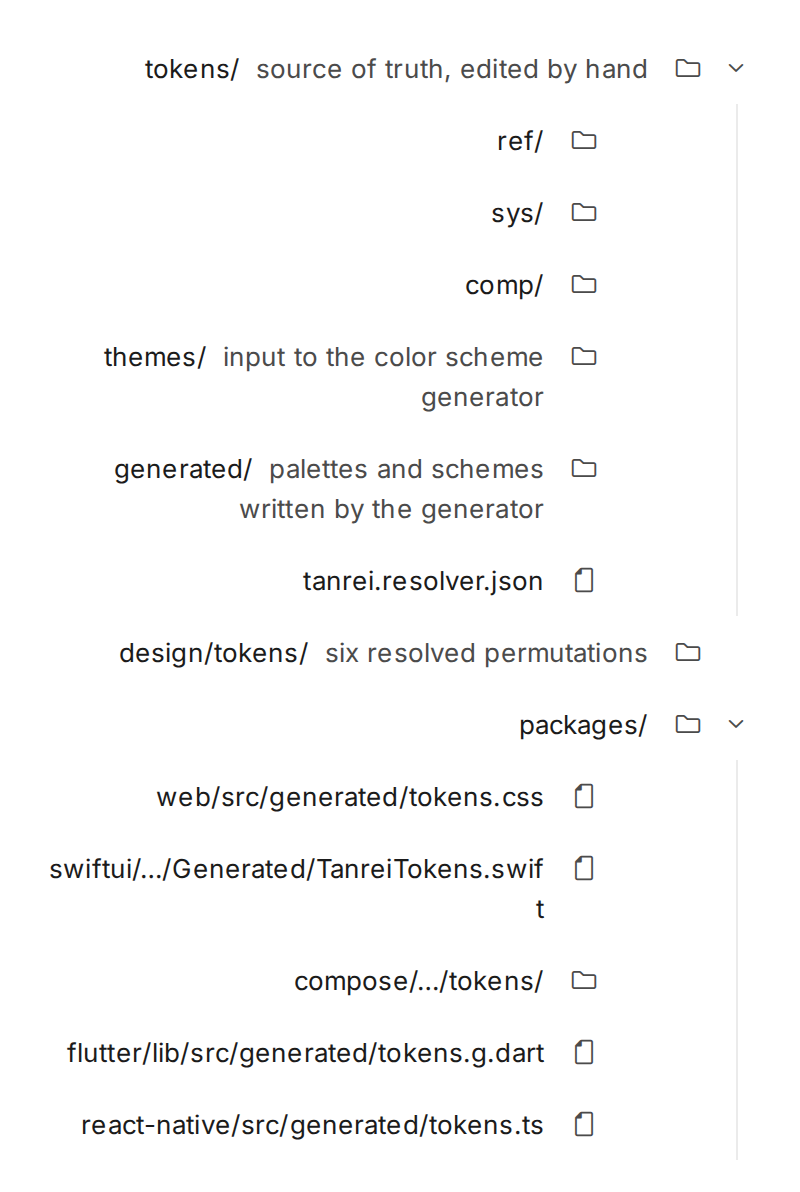 tokens/ source of truth, edited by hand
ref/
sys/
comp/
themes/ input to the color scheme
generator
generated/ palettes and schemes
written by the generator
tanrei.resolver.json
design/tokens/ six resolved permutations
packages/
web/src/generated/tokens.css
swiftui/…/Generated/TanreiTokens.swif
t
compose/…/tokens/
flutter/lib/src/generated/tokens.g.dart
react-native/src/generated/tokens.ts